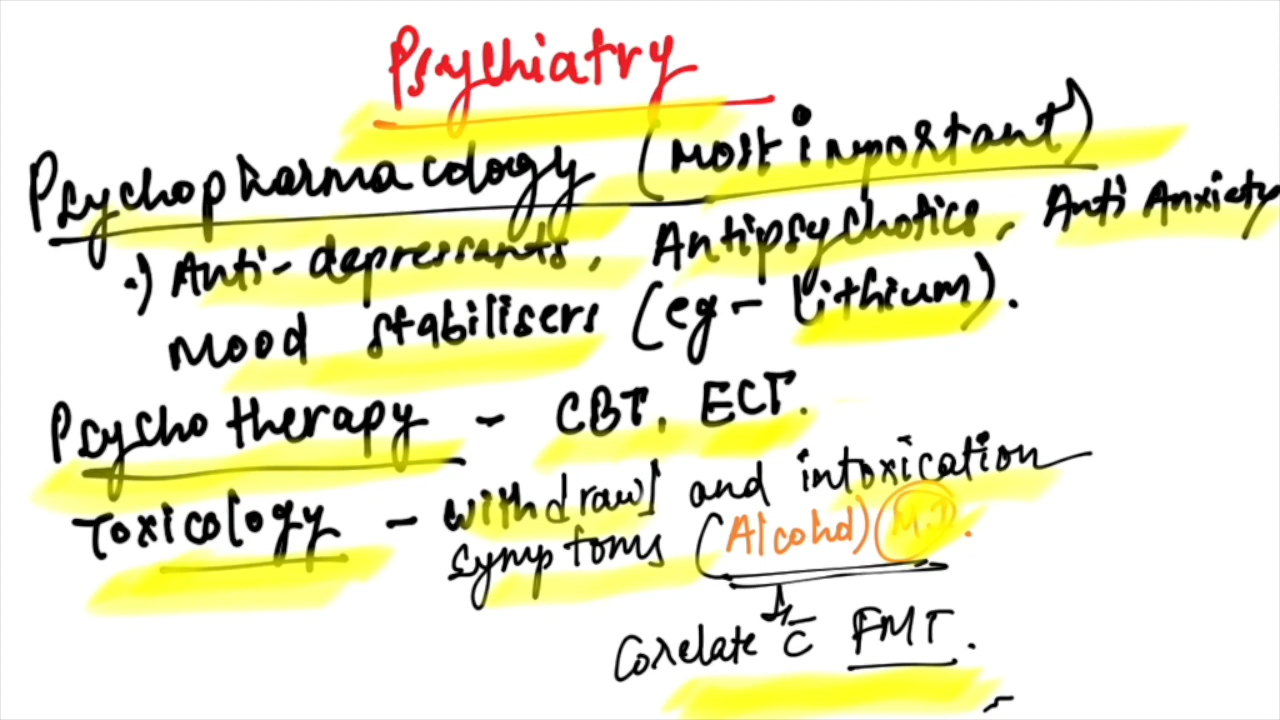 Psychiatry
Psychopharmacology (most important)
•) Anti-depressants, Antipsychotics, Anti Anxiety
mood stabilisers (eg- Lithium).
Psychotherapy - CBT, ECT.
Toxicology - withdrawl and intoxication
symptoms (Alcohol)
Corelate c̄ FMT.